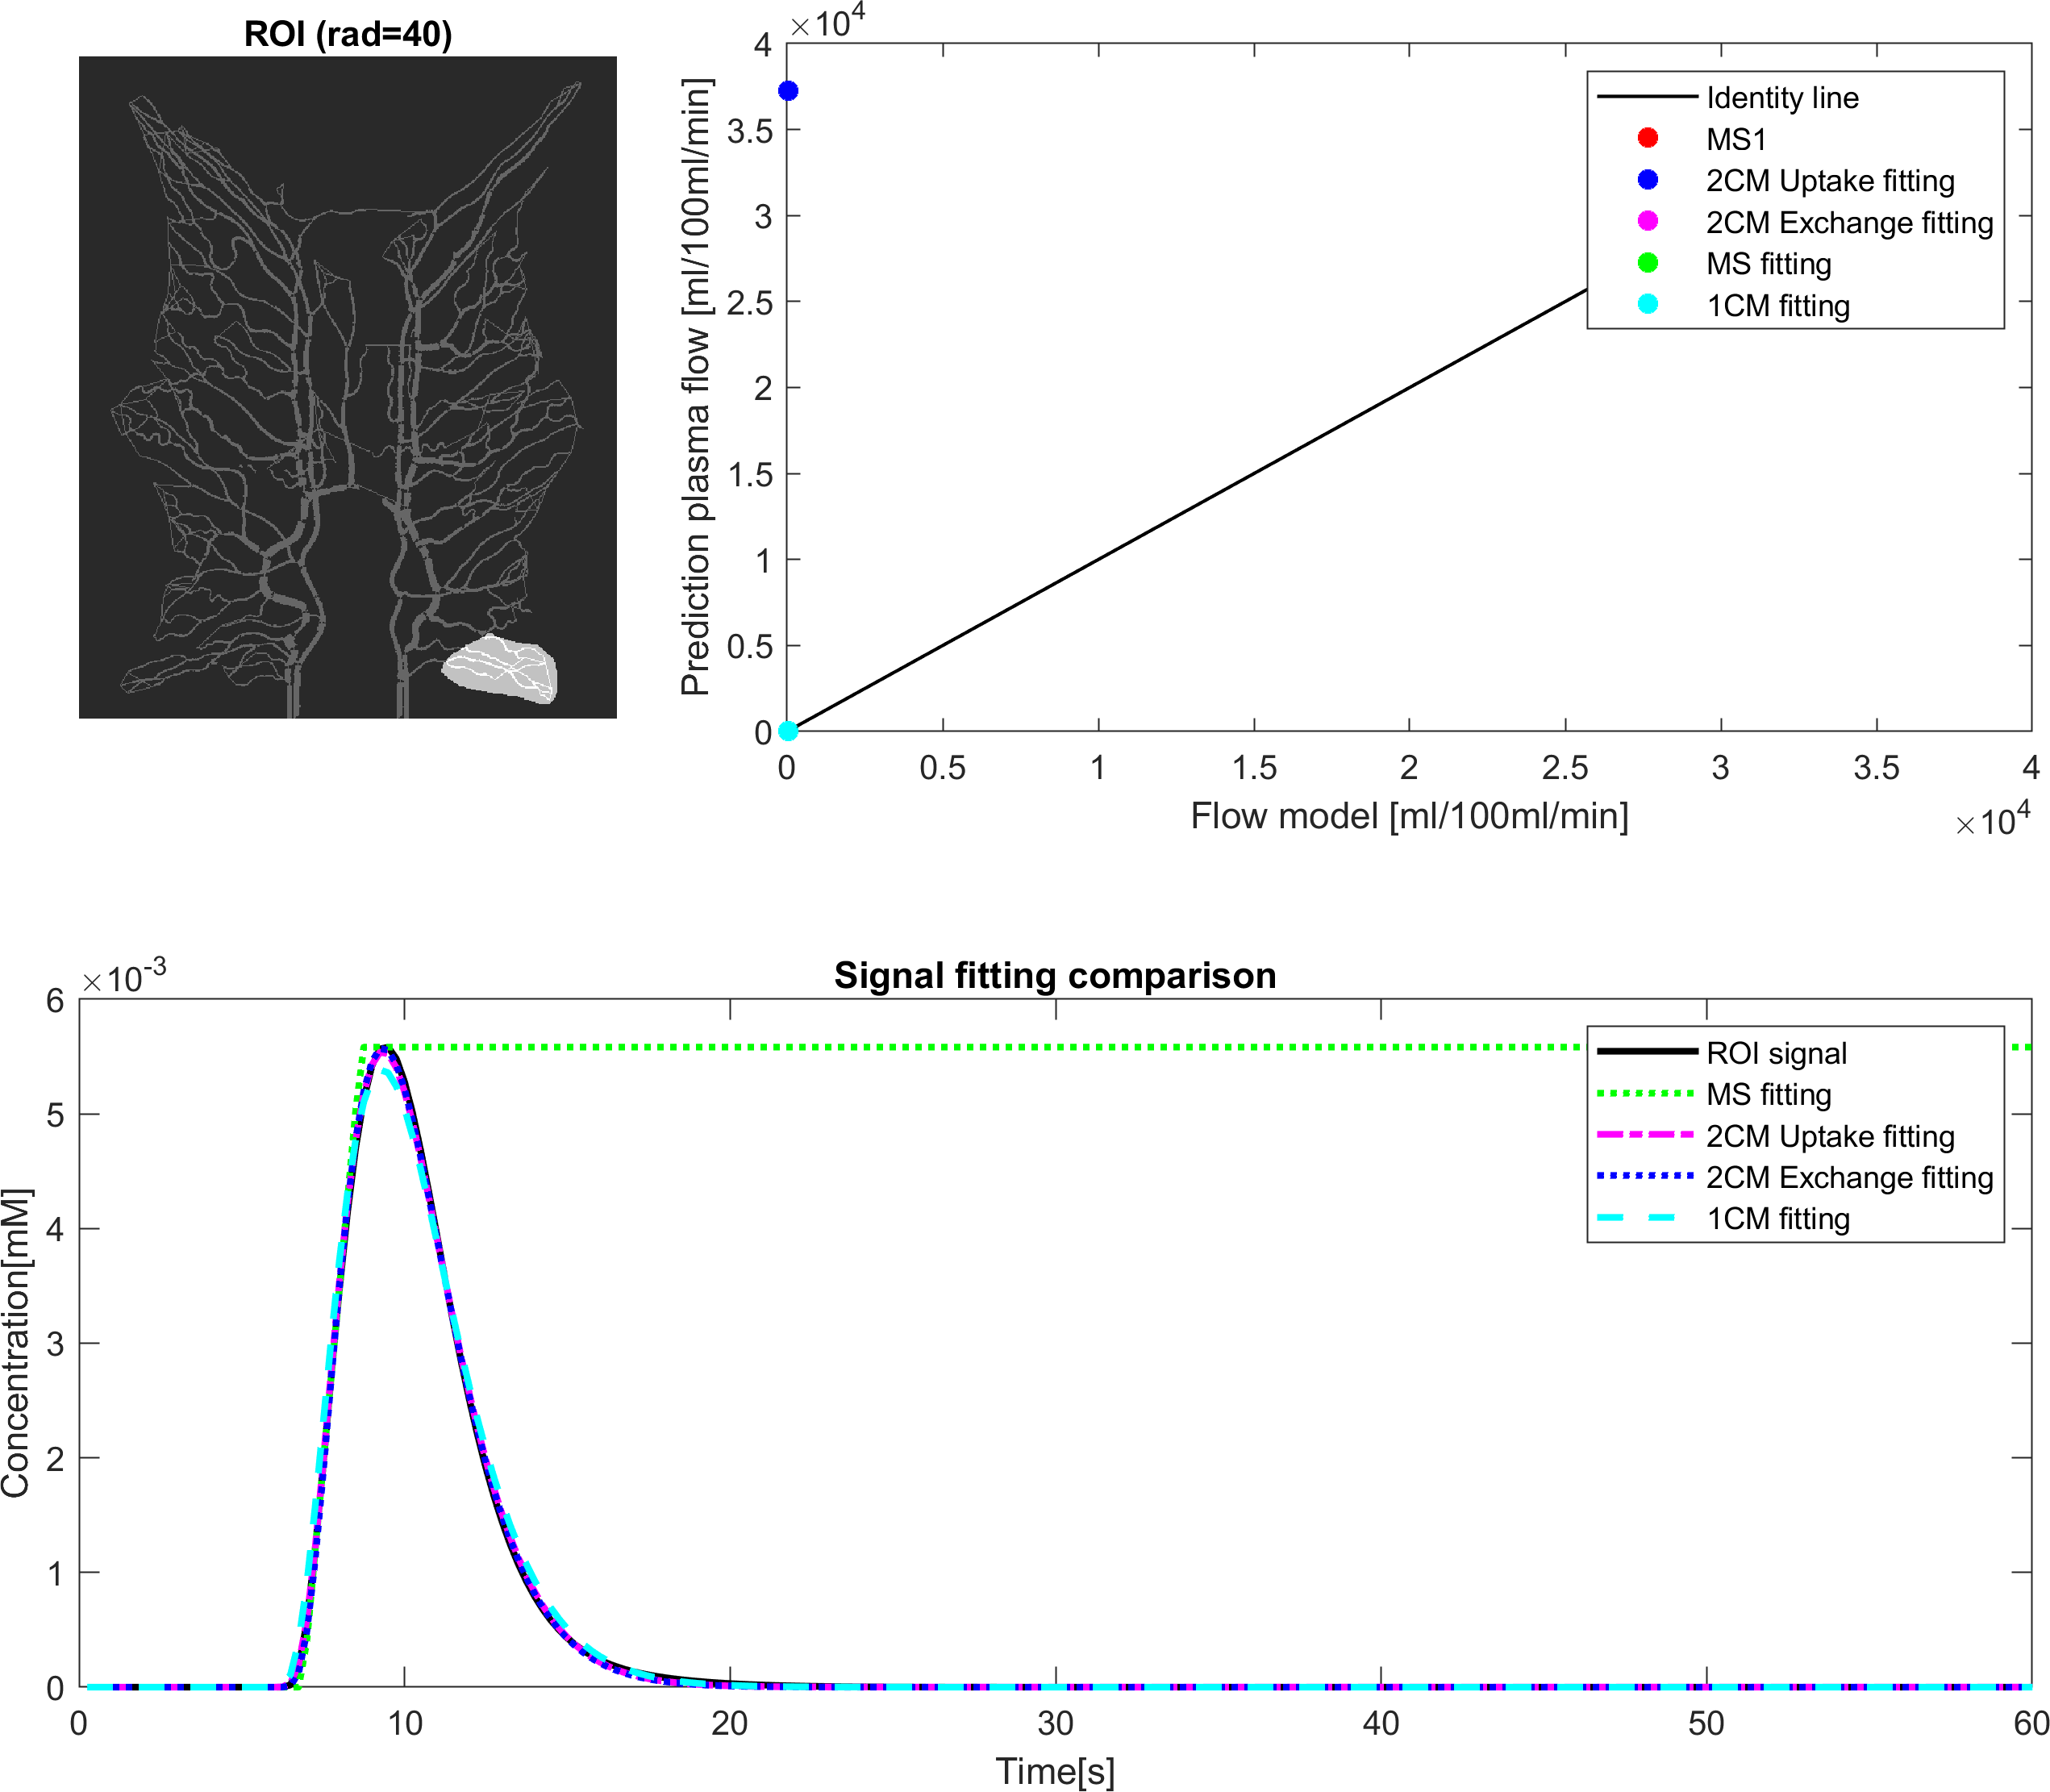 ROI (rad=40)
×10⁴
4
3.5
3
2.5
2
1.5
1
0.5
0
Prediction plasma flow [ml/100ml/min]
Identity line
MS1
2CM Uptake fitting
2CM Exchange fitting
MS fitting
1CM fitting
0 0.5 1 1.5 2 2.5 3 3.5 4
Flow model [ml/100ml/min]
×10⁴
Signal fitting comparison
×10⁻³
6
5
4
3
2
1
0
Concentration[mM]
ROI signal
MS fitting
2CM Uptake fitting
2CM Exchange fitting
1CM fitting
0 10 20 30 40 50 60
Time[s]